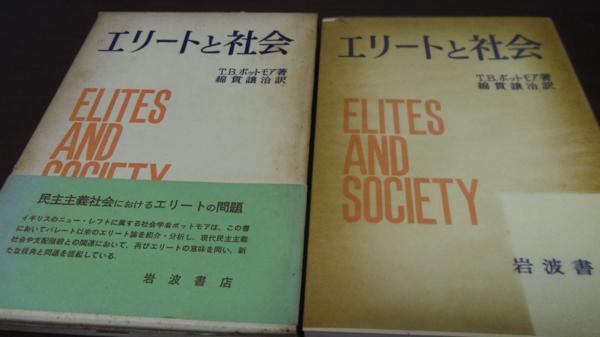 エリートと社会
T.B.ボットモア著
綿貫譲治訳
ELITES
AND
SOCIETY
民主主義社会におけるエリートの問題
イギリスのニュー・レフトに属する社会学者ボットモアは、この書
においてパレート以来のエリート論を紹介・分析し、現代民主主義
社会や支配階級との関連において、再びエリートの意味を問い、新
たな視点と問題を提起している.
岩波書店
エリートと社会
T.B.ボットモア著
綿貫譲治訳
ELITES
AND
SOCIETY
岩波書